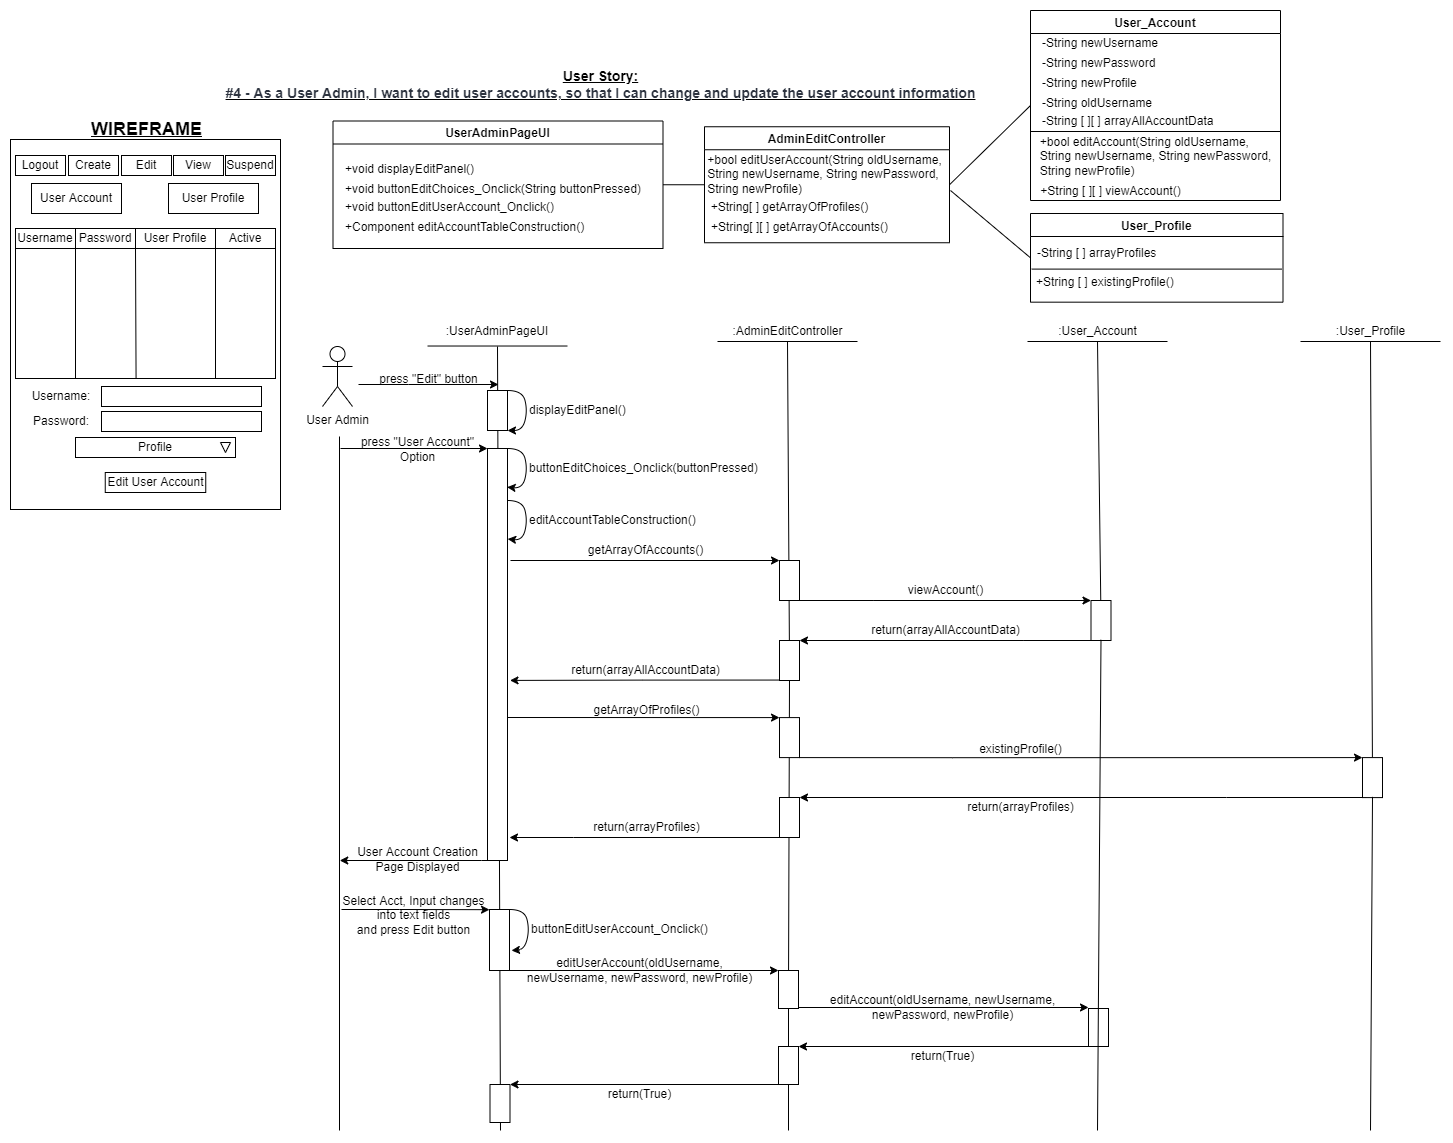 User Story:
#4 - As a User Admin, I want to edit user accounts, so that I can change and update the user account information
WIREFRAME
Logout
Create
Edit
View
Suspend
User Account
User Profile
Username
Password
User Profile
Active
Username:
Password:
Profile
Edit User Account
UserAdminPageUI
+void displayEditPanel()
+void buttonEditChoices_Onclick(String buttonPressed)
+void buttonEditUserAccount_Onclick()
+Component editAccountTableConstruction()
AdminEditController
+bool editUserAccount(String oldUsername,
String newUsername, String newPassword,
String newProfile)
+String[ ] getArrayOfProfiles()
+String[ ][ ] getArrayOfAccounts()
User_Account
-String newUsername
-String newPassword
-String newProfile
-String oldUsername
-String [ ][ ] arrayAllAccountData
+bool editAccount(String oldUsername,
String newUsername, String newPassword,
String newProfile)
+String [ ][ ] viewAccount()
User_Profile
-String [ ] arrayProfiles
+String [ ] existingProfile()
:UserAdminPageUI
:AdminEditController
:User_Account
:User_Profile
User Admin
press "Edit" button
displayEditPanel()
press "User Account"
Option
buttonEditChoices_Onclick(buttonPressed)
editAccountTableConstruction()
getArrayOfAccounts()
viewAccount()
return(arrayAllAccountData)
return(arrayAllAccountData)
getArrayOfProfiles()
existingProfile()
return(arrayProfiles)
return(arrayProfiles)
User Account Creation
Page Displayed
Select Acct, Input changes
into text fields
and press Edit button
buttonEditUserAccount_Onclick()
editUserAccount(oldUsername,
newUsername, newPassword, newProfile)
editAccount(oldUsername, newUsername,
newPassword, newProfile)
return(True)
return(True)